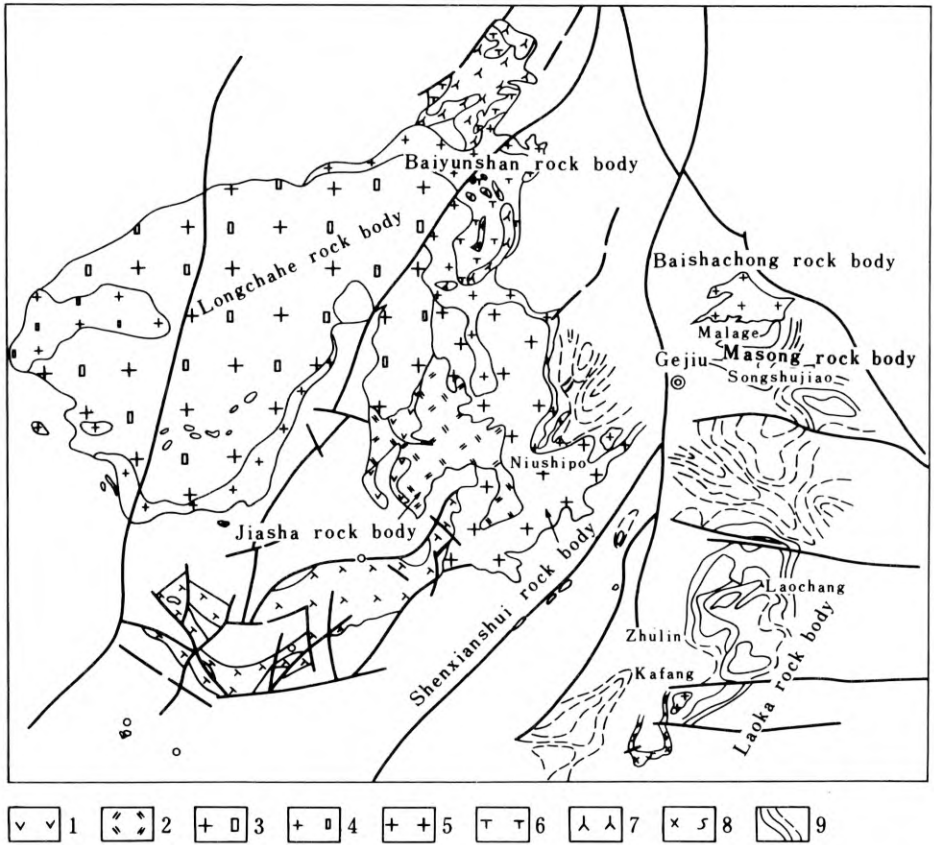 Baiyunshan rock body
Longchahe rock body
Baishachong rock body
Malage
Gejiu
Masong rock body
Songshujiao
Niushipo
Jiasha rock body
Shenxianshui rock body
Laochang
Zhulin
Kafang
Laoka rock body
1 2 3 4 5 6 7 8 9